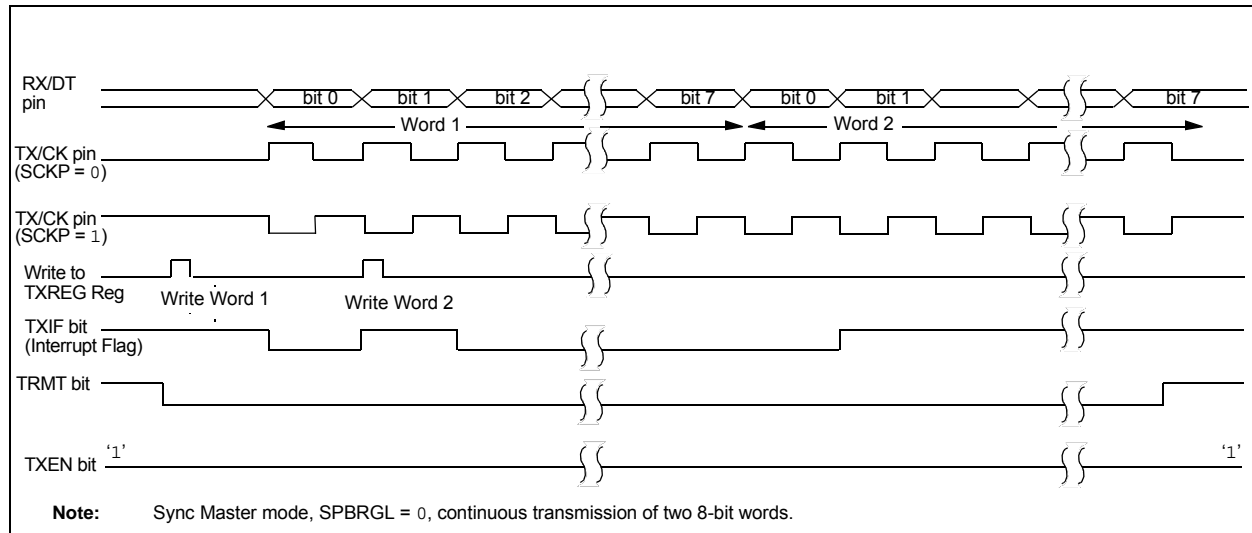 RX/DT
pin
bit 0 bit 1 bit 2 bit 7 bit 0 bit 1 bit 7
Word 1 Word 2
TX/CK pin
(SCKP = 0)
TX/CK pin
(SCKP = 1)
Write to
TXREG Reg
Write Word 1 Write Word 2
TXIF bit
(Interrupt Flag)
TRMT bit
TXEN bit ‘1’ ‘1’
Note: Sync Master mode, SPBRGL = 0, continuous transmission of two 8-bit words.